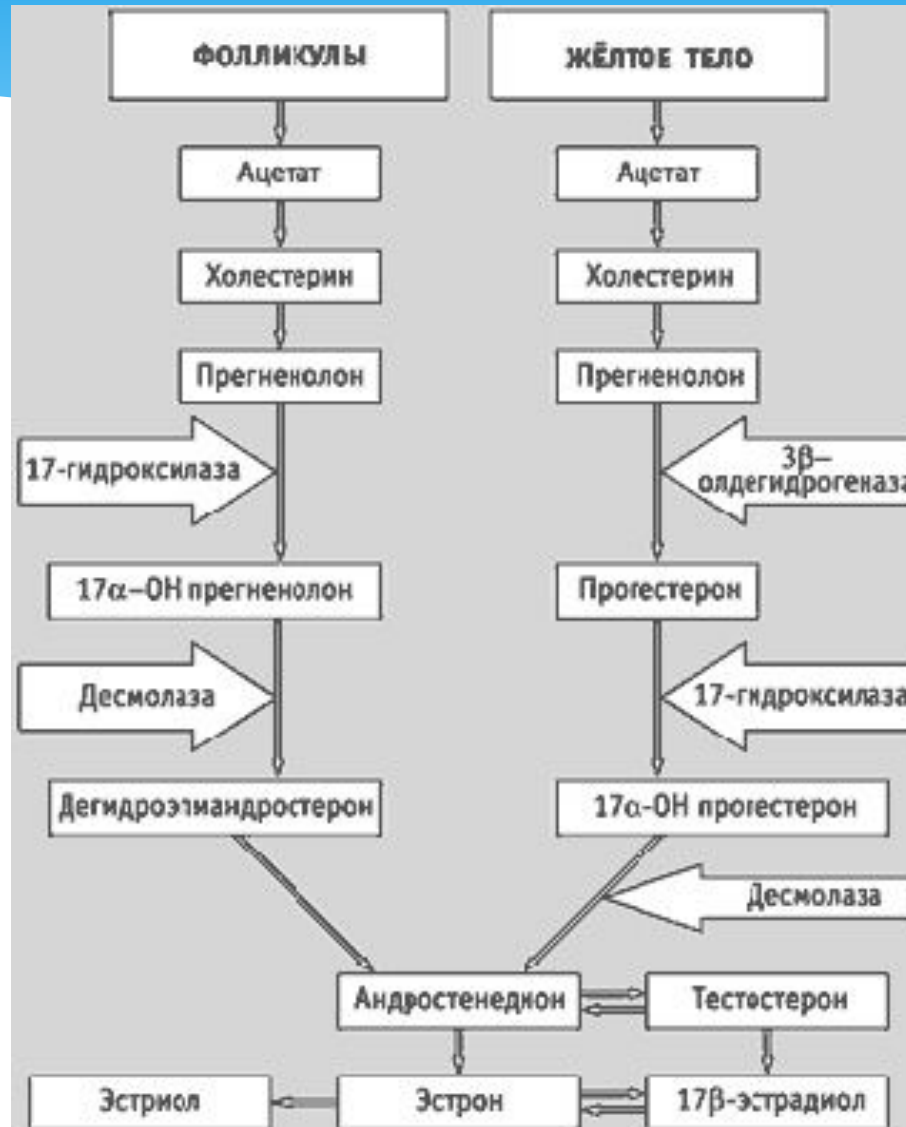 ФОЛЛИКУЛЫ
ЖЁЛТОЕ ТЕЛО
Ацетат
Ацетат
Холестерин
Холестерин
Прегненолон
Прегненолон
17-гидроксилаза
3β–
олдегидрогеназа
17α–ОН прегненолон
Прогестерон
Десмолаза
17-гидроксилаза
Дегидроэпиандростерон
17α-ОН прогестерон
Десмолаза
Андростенедион
Тестостерон
Эстриол
Эстрон
17β-эстрадиол